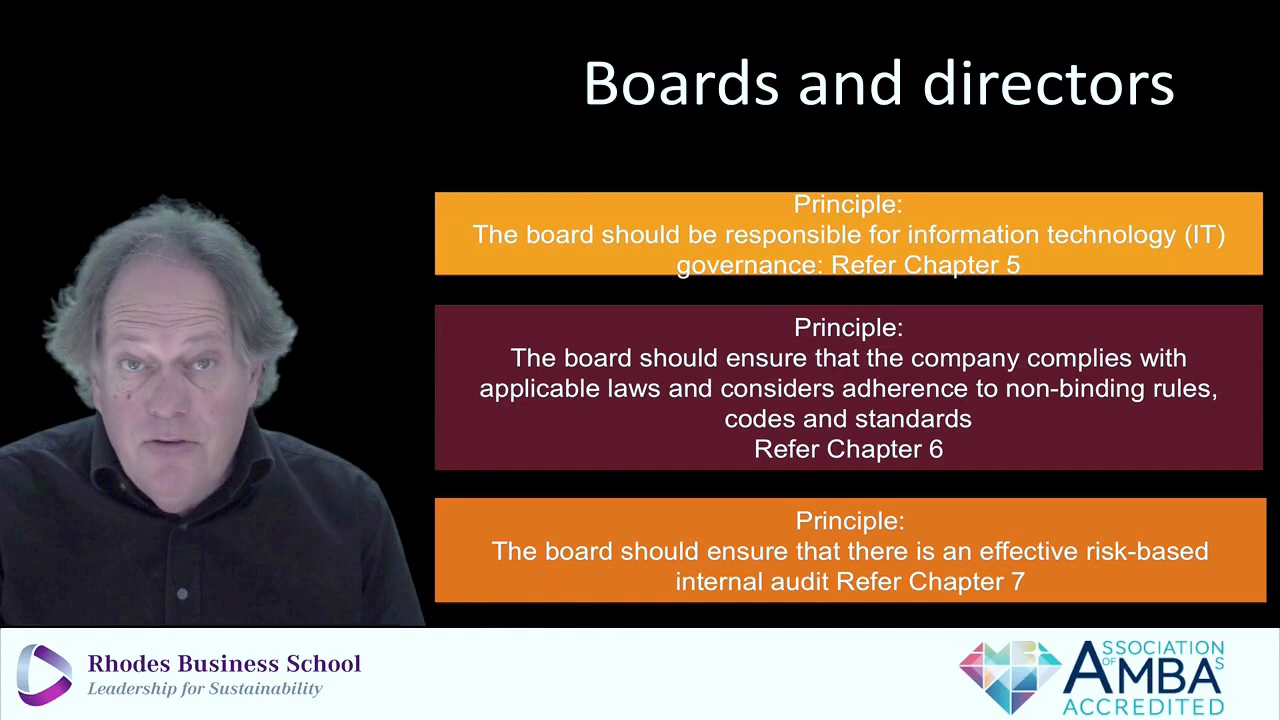 Boards and directors
Principle:
The board should be responsible for information technology (IT)
governance: Refer Chapter 5
Principle:
The board should ensure that the company complies with
applicable laws and considers adherence to non-binding rules,
codes and standards
Refer Chapter 6
Principle:
The board should ensure that there is an effective risk-based
internal audit Refer Chapter 7
Rhodes Business School
Leadership for Sustainability
MBA
ASSOCIATION
OF AMBAS
ACCREDITED